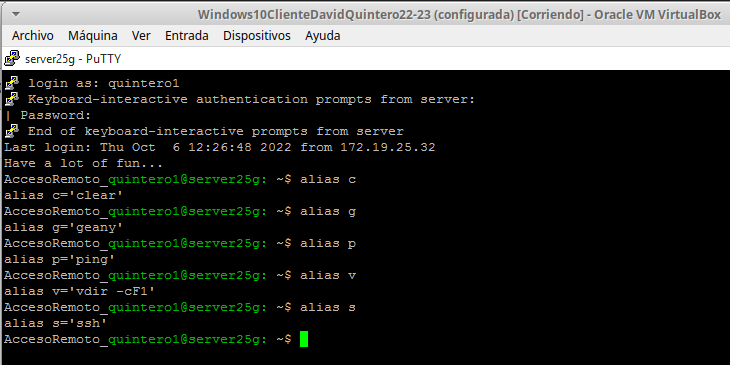 Windows10ClienteDavidQuintero22-23 (configurada) [Corriendo] - Oracle VM VirtualBox
Archivo Máquina Ver Entrada Dispositivos Ayuda
server25g - PuTTY
login as: quintero1
Keyboard-interactive authentication prompts from server:
| Password:
End of keyboard-interactive prompts from server
Last login: Thu Oct  6 12:26:48 2022 from 172.19.25.32
Have a lot of fun...
AccesoRemoto_quintero1@server25g: ~$ alias c
alias c='clear'
AccesoRemoto_quintero1@server25g: ~$ alias g
alias g='geany'
AccesoRemoto_quintero1@server25g: ~$ alias p
alias p='ping'
AccesoRemoto_quintero1@server25g: ~$ alias v
alias v='vdir -cF1'
AccesoRemoto_quintero1@server25g: ~$ alias s
alias s='ssh'
AccesoRemoto_quintero1@server25g: ~$